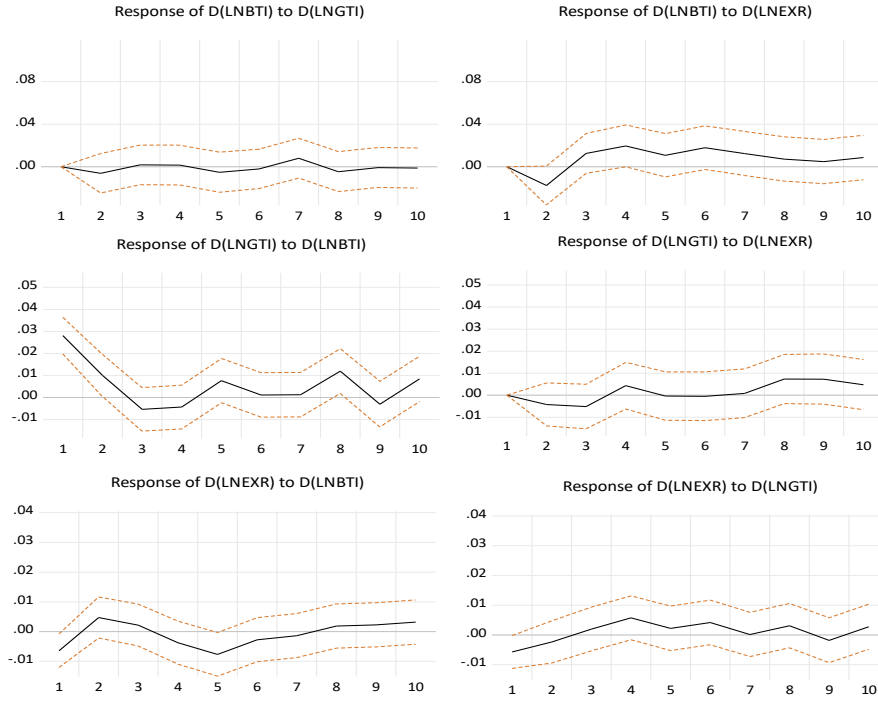 Response of D(LNBTI) to D(LNGTI)
.08
.04
.00
1 2 3 4 5 6 7 8 9 10
Response of D(LNBTI) to D(LNEXR)
.08
.04
.00
1 2 3 4 5 6 7 8 9 10
Response of D(LNGTI) to D(LNBTI)
.05
.04
.03
.02
.01
.00
-.01
1 2 3 4 5 6 7 8 9 10
Response of D(LNGTI) to D(LNEXR)
.05
.04
.03
.02
.01
.00
-.01
1 2 3 4 5 6 7 8 9 10
Response of D(LNEXR) to D(LNBTI)
.04
.03
.02
.01
.00
-.01
1 2 3 4 5 6 7 8 9 10
Response of D(LNEXR) to D(LNGTI)
.04
.03
.02
.01
.00
-.01
1 2 3 4 5 6 7 8 9 10